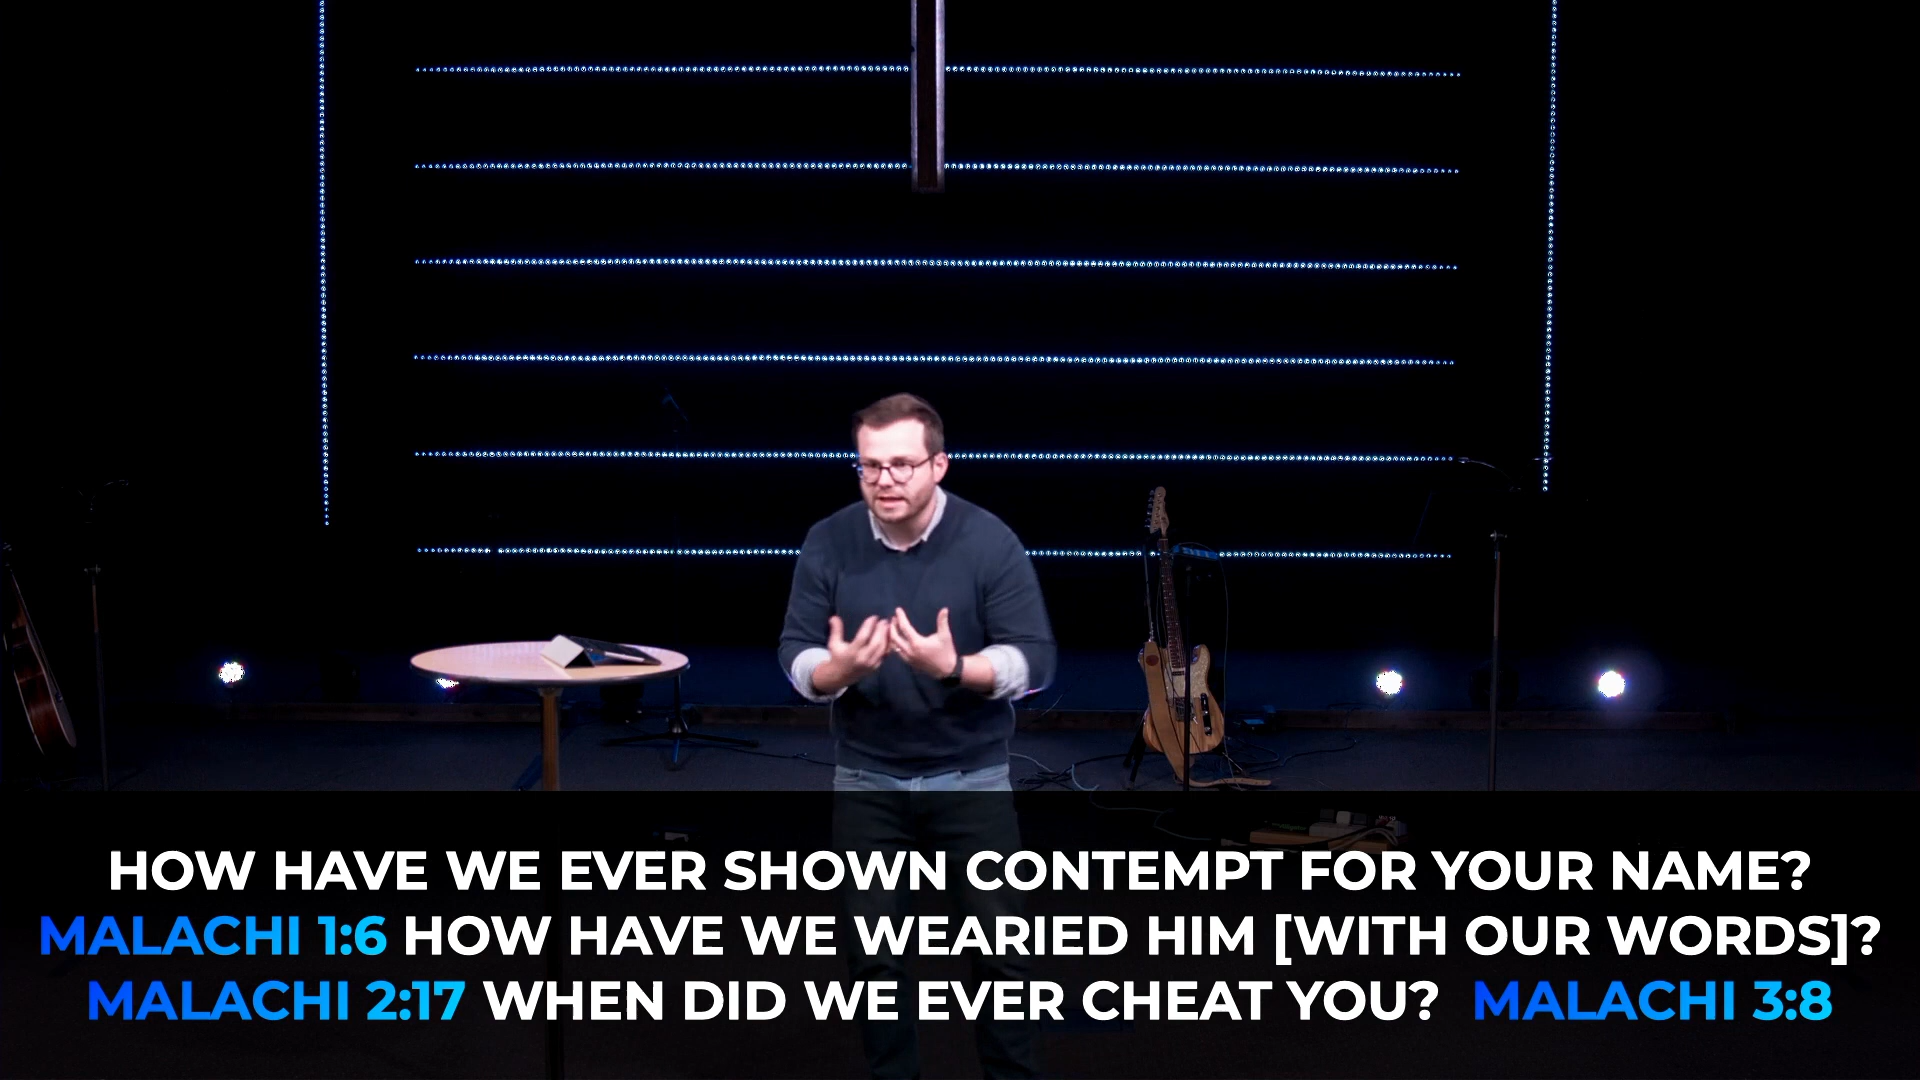 HOW HAVE WE EVER SHOWN CONTEMPT FOR YOUR NAME?
MALACHI 1:6 HOW HAVE WE WEARIED HIM [WITH OUR WORDS]?
MALACHI 2:17 WHEN DID WE EVER CHEAT YOU? MALACHI 3:8